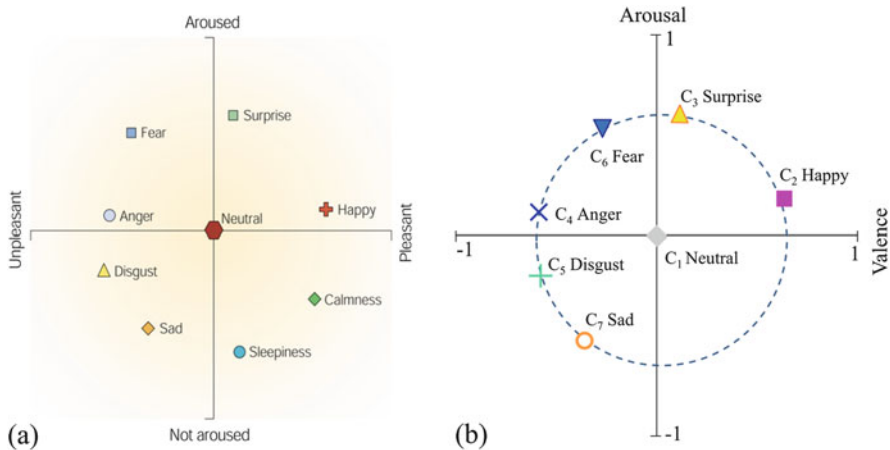 Aroused
Surprise
Fear
Unpleasant
Anger
Neutral
Happy
Pleasant
Disgust
Calmness
Sad
Sleepiness
Not aroused
(a)
Arousal
1
C₃ Surprise
C₆ Fear
C₂ Happy
C₄ Anger
-1
1
Valence
C₅ Disgust
C₁ Neutral
C₇ Sad
-1
(b)